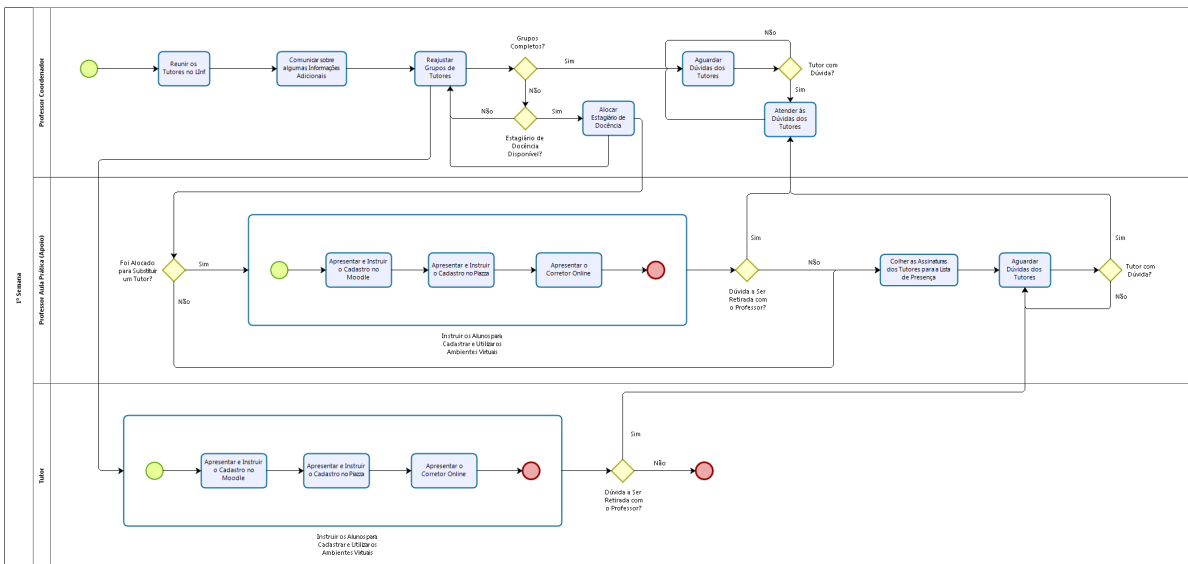 1ª Semana
Professor Coordenador
Reunir os
Tutores no LInf
Comunicar sobre
algumas Informações
Adicionais
Reajustar
Grupos de
Tutores
Grupos
Completos?
Sim
Não
Estagiário de
Docência
Disponível?
Não
Sim
Alocar
Estagiário de
Docência
Aguardar
Dúvidas dos
Tutores
Não
Tutor com
Dúvida?
Sim
Atender às
Dúvidas dos
Tutores
Professor Aula Prática (Apoio)
Foi Alocado
para Substituir
um Tutor?
Sim
Não
Apresentar e Instruir
o Cadastro no
Moodle
Apresentar e Instruir
o Cadastro no Piazza
Apresentar o
Corretor Online
Instruir os Alunos para
Cadastrar e Utilizar os
Ambientes Virtuais
Sim
Não
Dúvida a Ser
Retirada com
o Professor?
Colher as Assinaturas
dos Tutores para a Lista
de Presença
Aguardar
Dúvidas dos
Tutores
Sim
Tutor com
Dúvida?
Não
Tutor
Apresentar e Instruir
o Cadastro no
Moodle
Apresentar e Instruir
o Cadastro no Piazza
Apresentar o
Corretor Online
Instruir os Alunos para
Cadastrar e Utilizar os
Ambientes Virtuais
Sim
Não
Dúvida a Ser
Retirada com
o Professor?